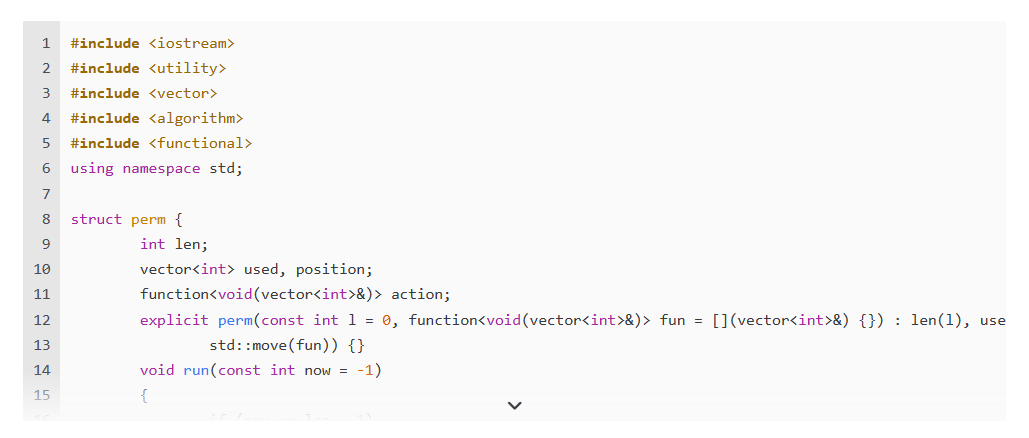 1 #include <iostream>
2 #include <utility>
3 #include <vector>
4 #include <algorithm>
5 #include <functional>
6 using namespace std;
7
8 struct perm {
9 int len;
10 vector<int> used, position;
11 function<void(vector<int>&)> action;
12 explicit perm(const int l = 0, function<void(vector<int>&)> fun = [](vector<int>&) {}) : len(l), use
13 std::move(fun)) {}
14 void run(const int now = -1)
15 {